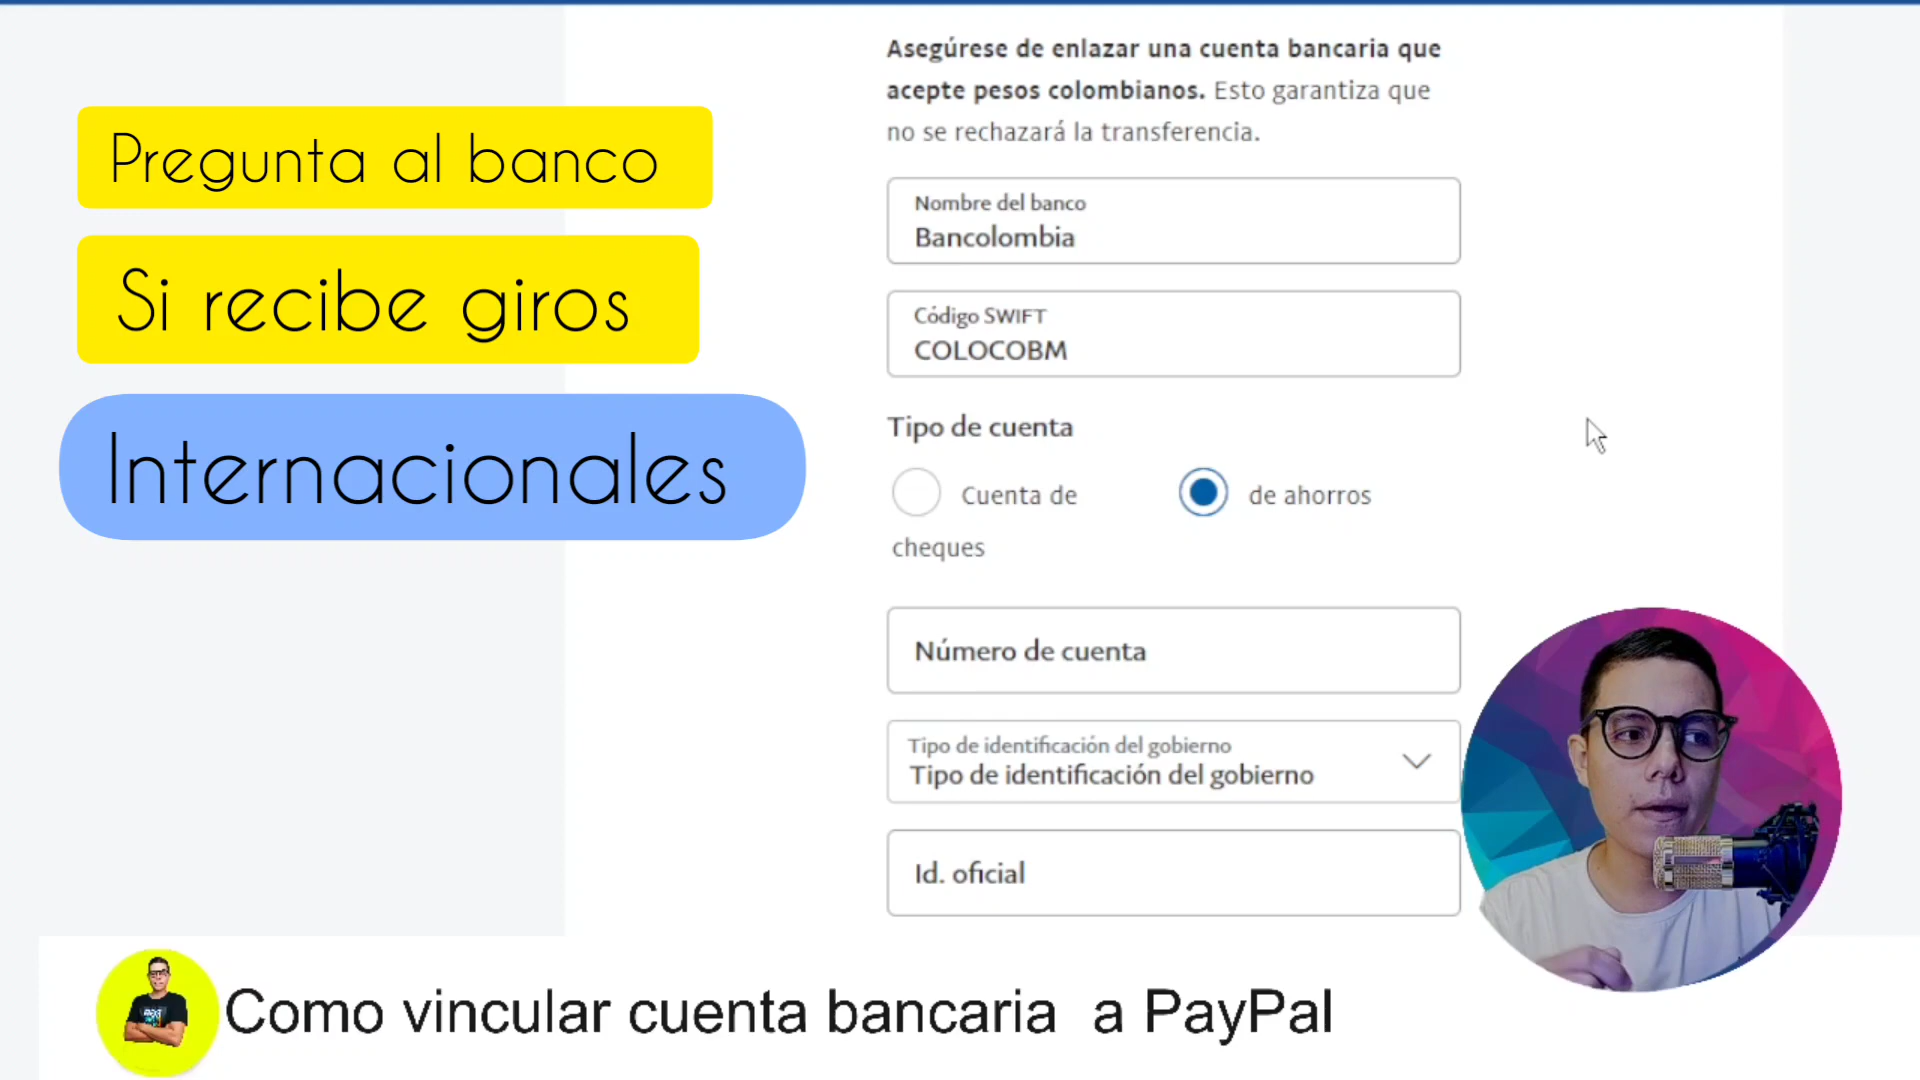 Pregunta al banco
Si recibe giros
Internacionales
Asegúrese de enlazar una cuenta bancaria que
acepte pesos colombianos. Esto garantiza que
no se rechazará la transferencia.
Nombre del banco
Bancolombia
Código SWIFT
COLOCOBM
Tipo de cuenta
Cuenta de cheques
de ahorros
Número de cuenta
Tipo de identificación del gobierno
Tipo de identificación del gobierno
Id. oficial
Como vincular cuenta bancaria a PayPal